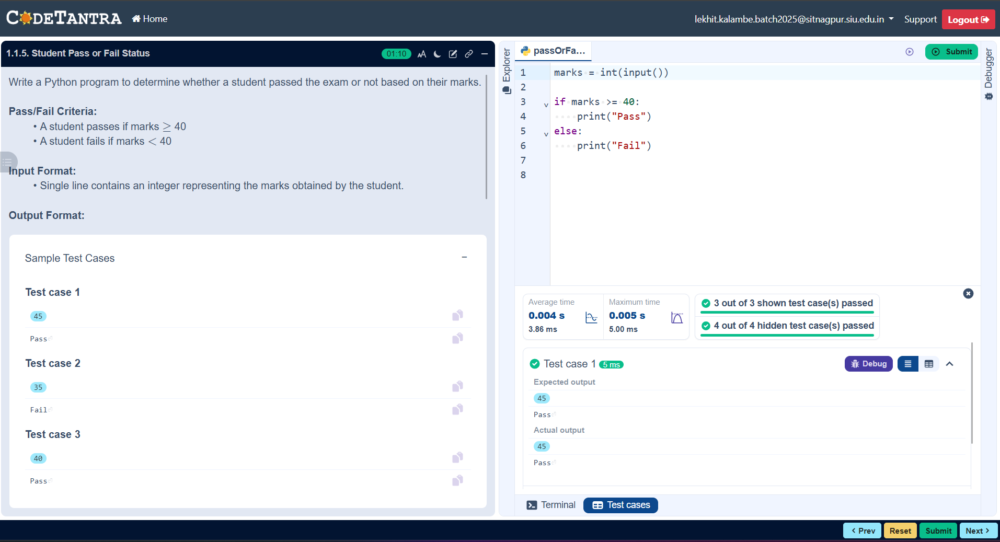 CODETANTRA
Home
lekhit.kalambe.batch2025@sitnagpur.siu.edu.in
Support
Logout
1.1.5. Student Pass or Fail Status
01:10
AA
Write a Python program to determine whether a student passed the exam or not based on their marks.
Pass/Fail Criteria:
• A student passes if marks ≥ 40
• A student fails if marks < 40
Input Format:
• Single line contains an integer representing the marks obtained by the student.
Output Format:
Sample Test Cases
Test case 1
45
Pass
Test case 2
35
Fail
Test case 3
40
Pass
Explorer
passOrFa...
Submit
Debugger
1 marks = int(input())
2
3 if marks >= 40:
4     print("Pass")
5 else:
6     print("Fail")
7
8
Average time
0.004 s
3.86 ms
Maximum time
0.005 s
5.00 ms
3 out of 3 shown test case(s) passed
4 out of 4 hidden test case(s) passed
Test case 1 5 ms
Debug
Expected output
45
Pass
Actual output
45
Pass
Terminal
Test cases
< Prev
Reset
Submit
Next >